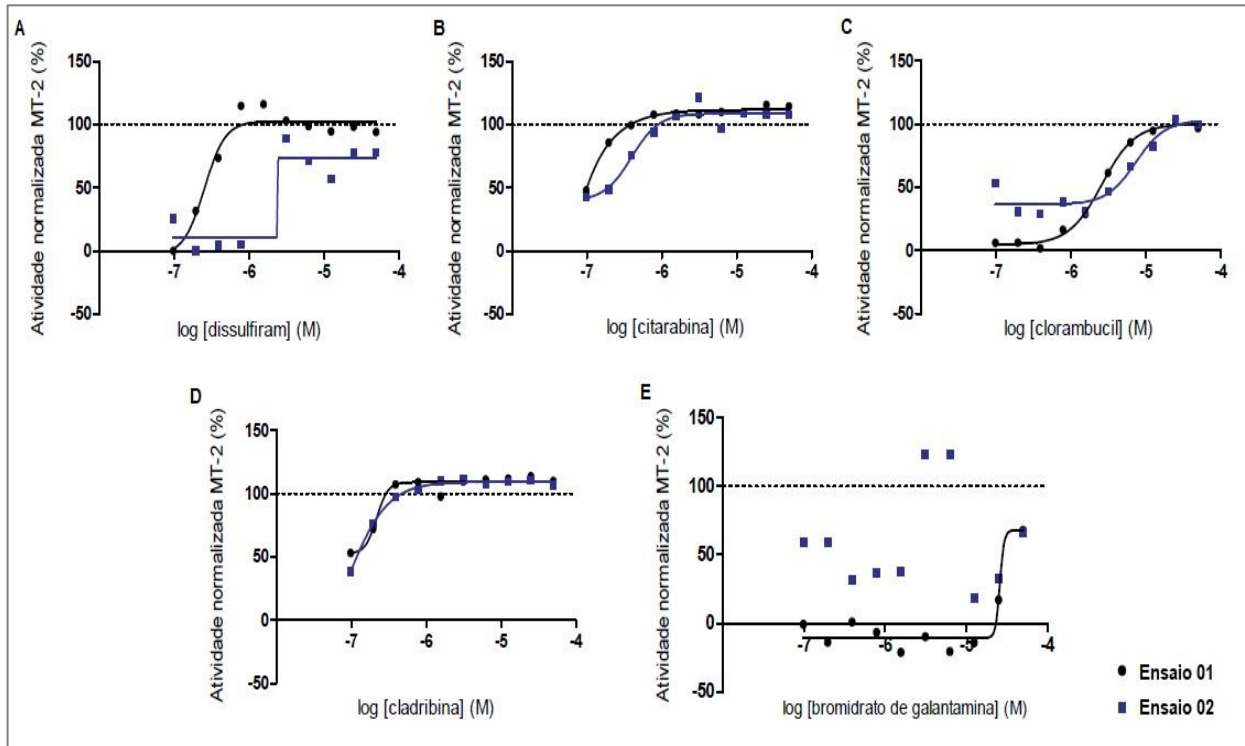 A
Atividade normalizada MT-2 (%)
150
100
50
0
-50
-7
-6
-5
-4
log [dissulfiram] (M)
B
Atividade normalizada MT-2 (%)
150
100
50
0
-50
-7
-6
-5
-4
log [citarabina] (M)
C
Atividade normalizada MT-2 (%)
150
100
50
0
-50
-7
-6
-5
-4
log [clorambucil] (M)
D
Atividade normalizada MT-2 (%)
150
100
50
0
-50
-7
-6
-5
-4
log [cladribina] (M)
E
Atividade normalizada MT-2 (%)
150
100
50
0
-50
-7
-6
-5
-4
log [bromidrato de galantamina] (M)
Ensaio 01
Ensaio 02